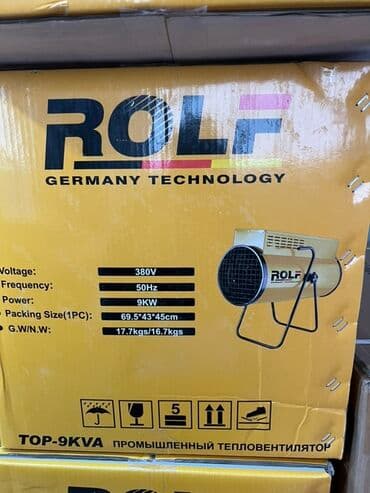 ROLF
GERMANY TECHNOLOGY
Voltage: 380V
Frequency: 50Hz
Power: 9KW
Packing Size(1PC): 69.5*43*45cm
G.W/N.W: 17.7kgs/16.7kgs
ROLF
5
TOP-9KVA ПРОМЫШЛЕННЫЙ ТЕПЛОВЕНТИЛЯТОР